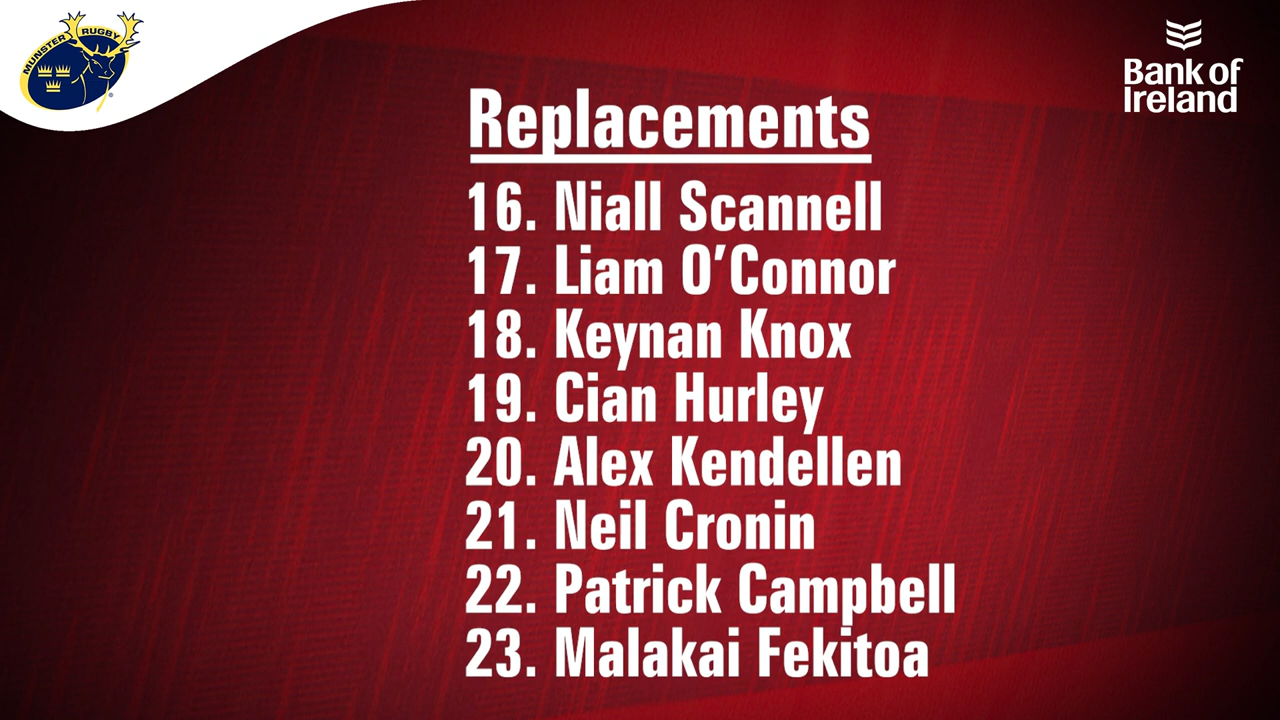 MUNSTER RUGBY
Bank of
Ireland
Replacements
16. Niall Scannell
17. Liam O’Connor
18. Keynan Knox
19. Cian Hurley
20. Alex Kendellen
21. Neil Cronin
22. Patrick Campbell
23. Malakai Fekitoa